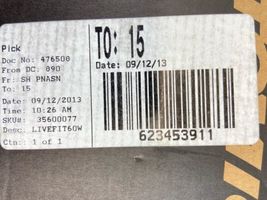 Pick
Doc No: 476508
From DC: 890
Fr: SH PNASN
To: 15
Date: 09/12/2013
Time: 10:26 AM
SKU#: 35600077
Desc: LIVEFIT60W
Ctn: 1 of 1
TO: 15
Date: 09/12/13
623453911